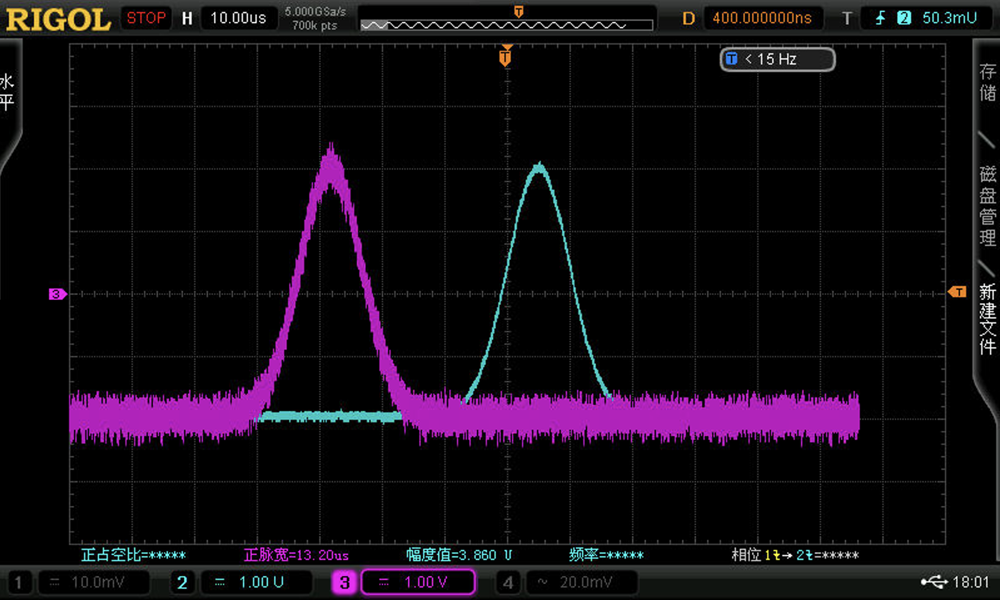 RIGOL STOP H 10.00us 5.000GSa/s 700k pts T D 400.000000ns T 2 50.3mU
T < 15 Hz
T
水平
存储
磁盘管理
新建文件
3
T
正占空比=***** 正脉宽=13.20us 幅度值=3.860 U 频率=***** 相位1→2=*****
1 10.0mV 2 1.00 U 3 1.00 V 4 ~ 20.0mV 18:01